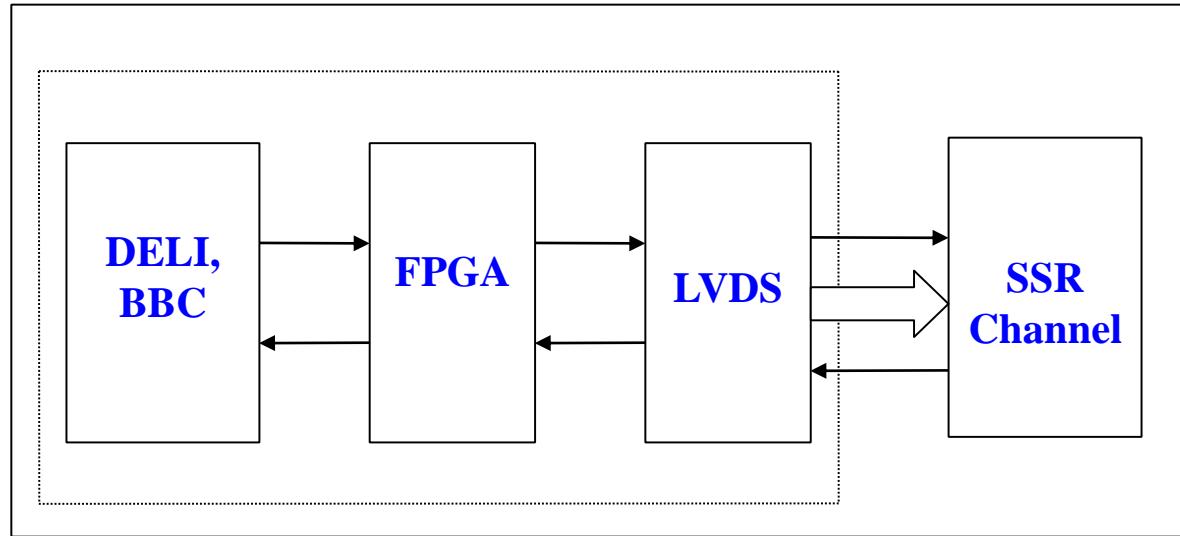 DELI,
BBC
FPGA
LVDS
SSR
Channel